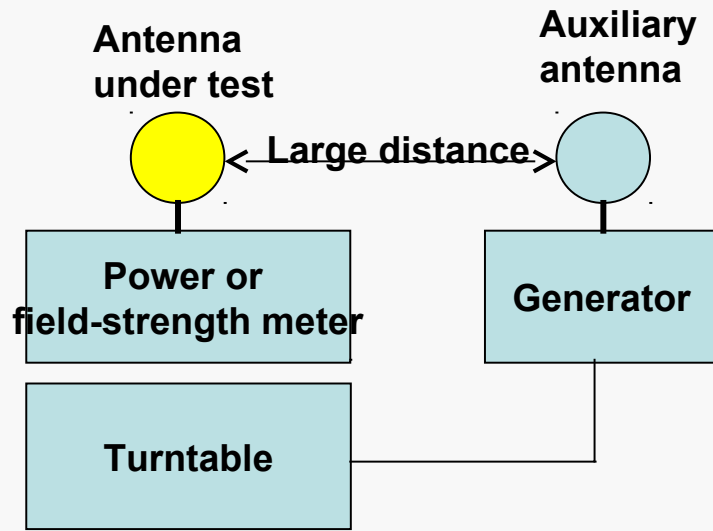 Antenna
under test
Auxiliary
antenna
Large distance
Power or
field-strength meter
Generator
Turntable